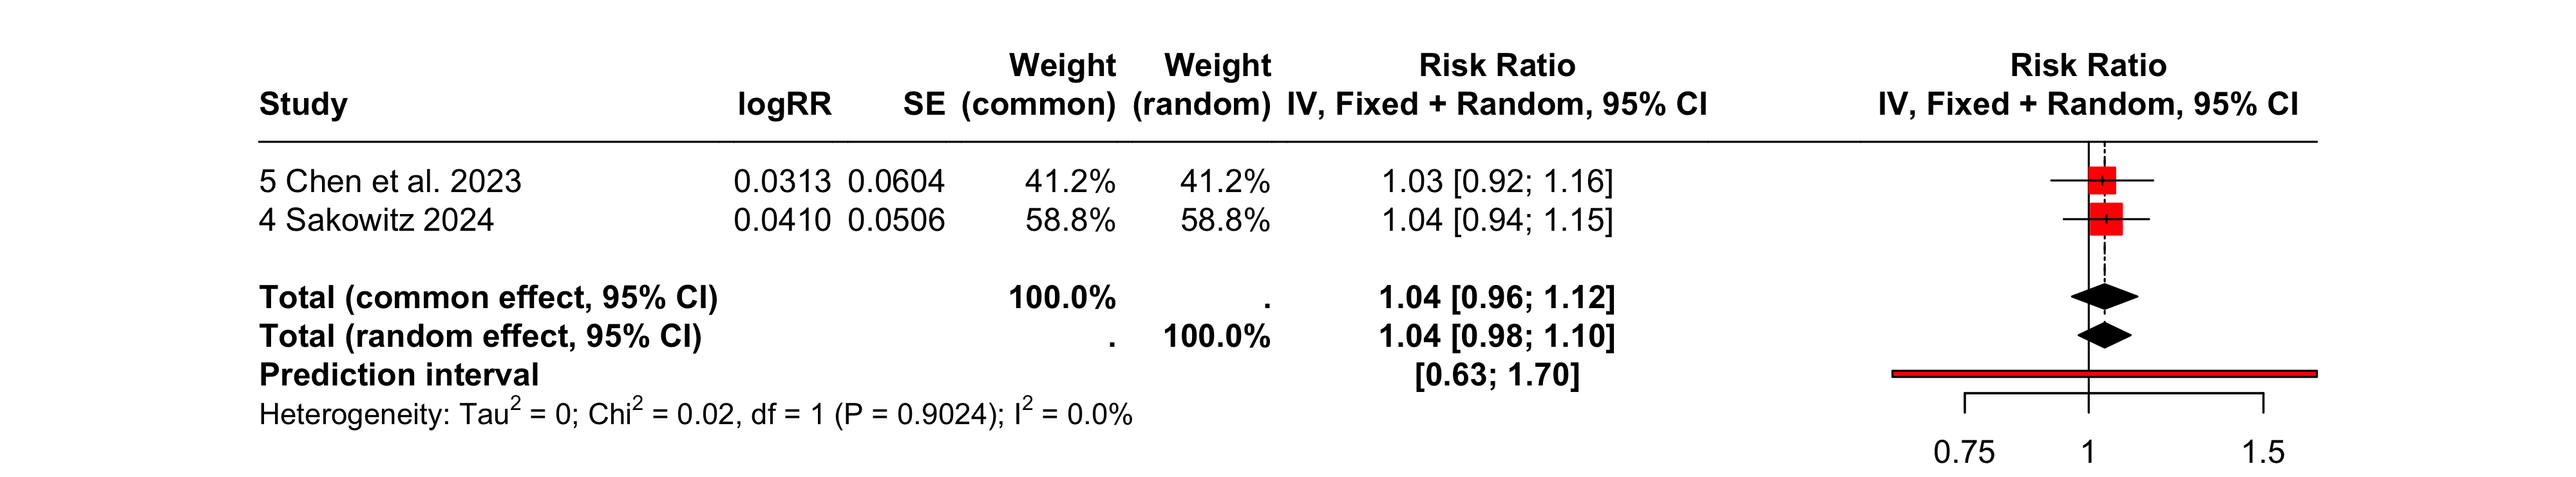 Weight Weight Risk Ratio Risk Ratio
Study logRR SE (common) (random) IV, Fixed + Random, 95% CI IV, Fixed + Random, 95% CI
5 Chen et al. 2023 0.0313 0.0604 41.2% 41.2% 1.03 [0.92; 1.16]
4 Sakowitz 2024 0.0410 0.0506 58.8% 58.8% 1.04 [0.94; 1.15]
Total (common effect, 95% CI) 100.0% . 1.04 [0.96; 1.12]
Total (random effect, 95% CI) . 100.0% 1.04 [0.98; 1.10]
Prediction interval [0.63; 1.70]
Heterogeneity: Tau² = 0; Chi² = 0.02, df = 1 (P = 0.9024); I² = 0.0%
0.75 1 1.5